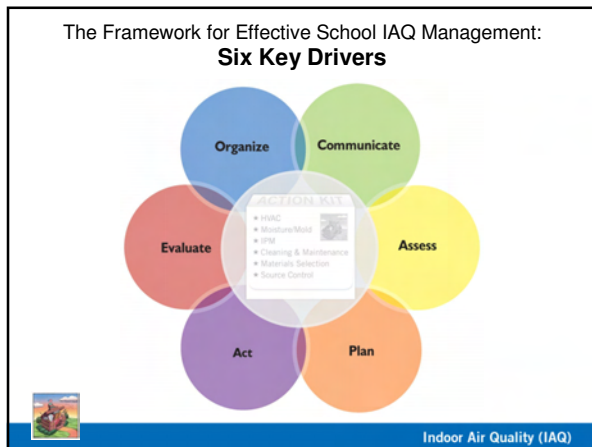 The Framework for Effective School IAQ Management:
Six Key Drivers
Organize
Communicate
ACTION KIT
• HVAC
• Moisture/Mold
• IPM
• Cleaning & Maintenance
• Materials Selection
• Source Control
Evaluate
Assess
Act
Plan
Indoor Air Quality (IAQ)